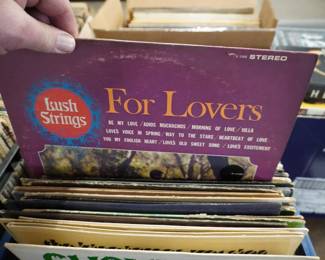 STEREO
Lush
Strings
For Lovers
BE MY LOVE / ADIOS MUCHACHOS / MORNING OF LOVE / VILLA
LOVES VOICE IN SPRING / WAY TO THE STARS / HEARTBEAT OF LOVE
YOU MY ENGLISH HEART / LOVES OLD SWEET SONG / LOVES EXCITEMENT